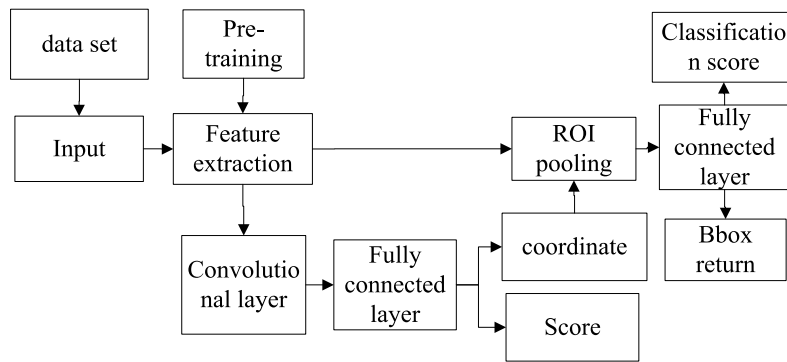 data set
Pre-
training
Classificatio
n score
Input
Feature
extraction
ROI
pooling
Fully
connected
layer
Convolutio
nal layer
Fully
connected
layer
coordinate
Bbox
return
Score